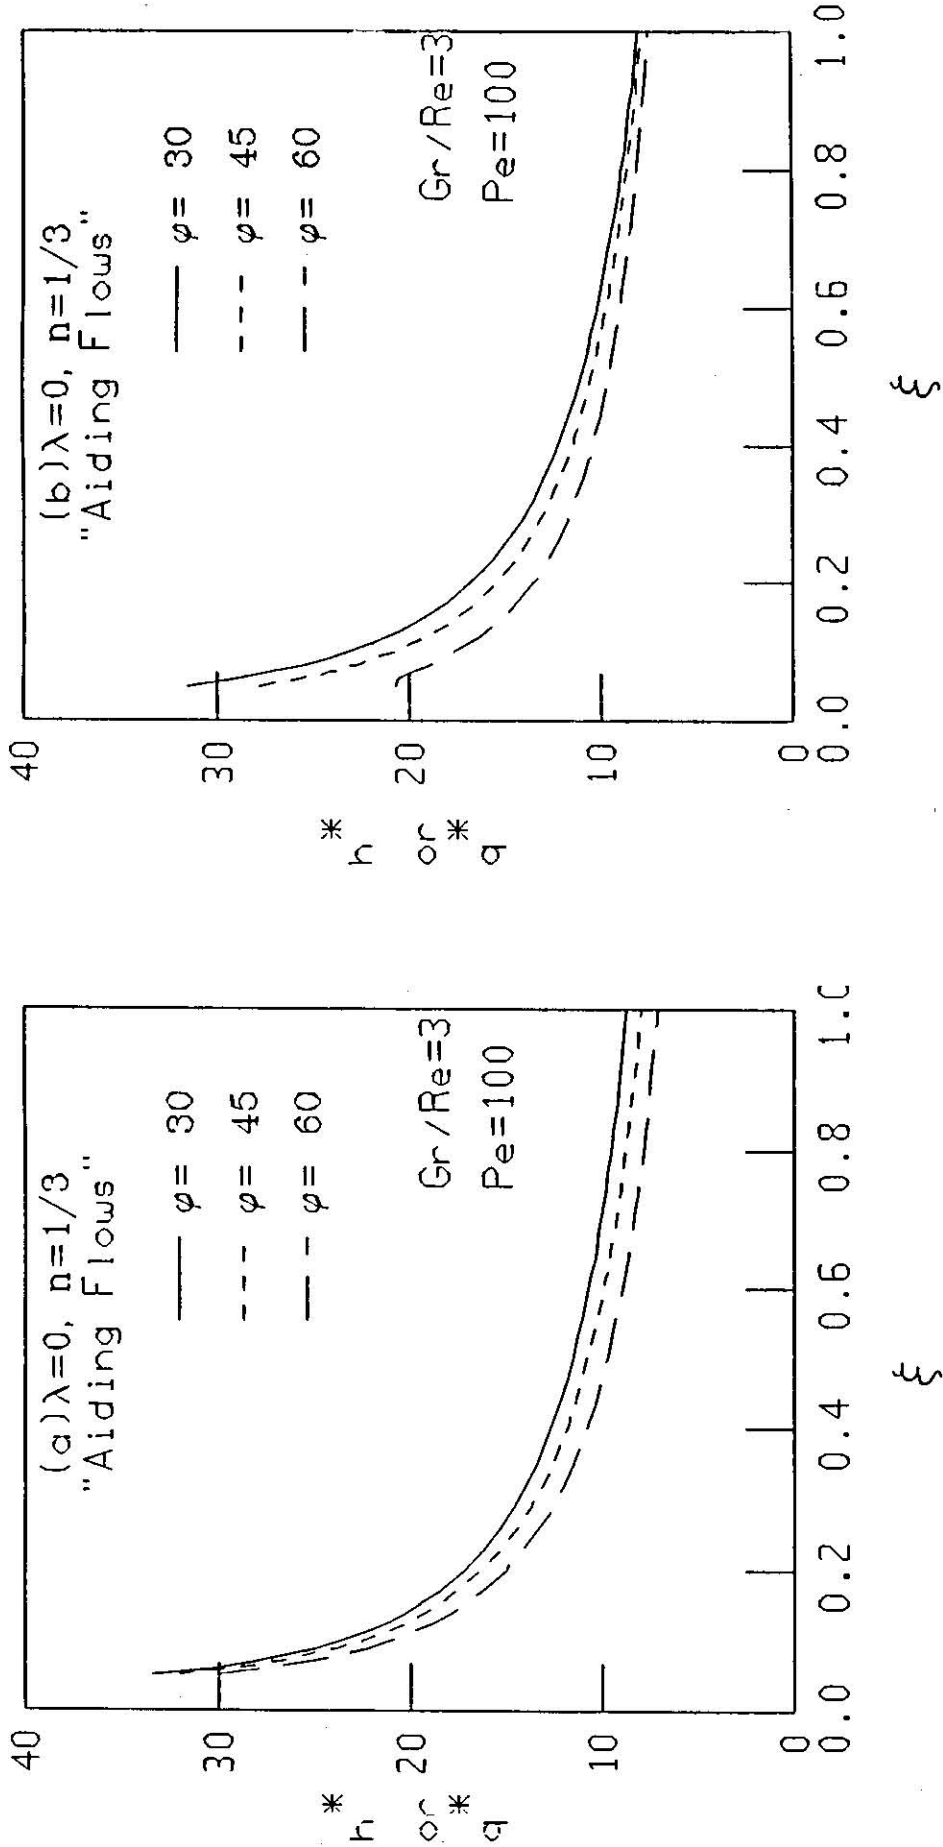 (a)λ=0, n=1/3
"Aiding Flows"
φ= 30
φ= 45
φ= 60
Gr/Re=3
Pe=100
40
30
20
10
0
h*
or
q*
0.0 0.2 0.4 0.6 0.8 1.0
ξ
(b)λ=0, n=1/3
"Aiding Flows"
φ= 30
φ= 45
φ= 60
Gr/Re=3
Pe=100
40
30
20
10
0
h*
or
q*
0.0 0.2 0.4 0.6 0.8 1.0
ξ